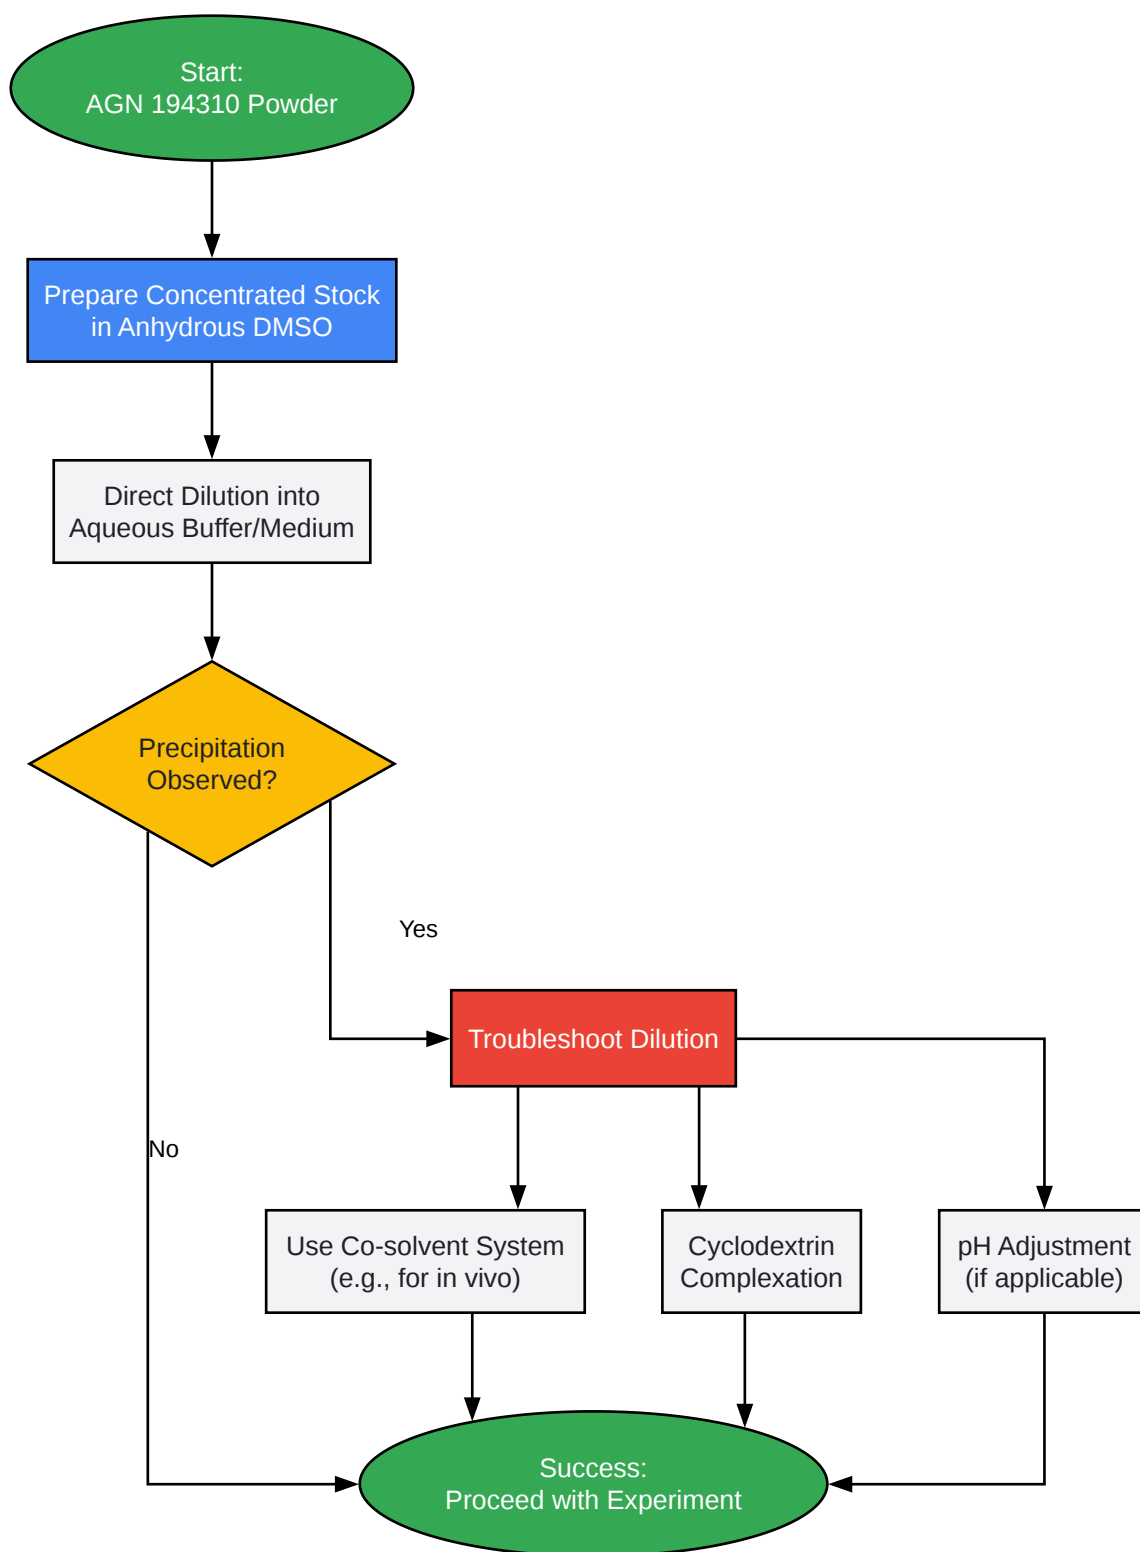 Start:
AGN 194310 Powder
Prepare Concentrated Stock
in Anhydrous DMSO
Direct Dilution into
Aqueous Buffer/Medium
Precipitation
Observed?
Yes
Troubleshoot Dilution
No
Use Co-solvent System
(e.g., for in vivo)
Cyclodextrin
Complexation
pH Adjustment
(if applicable)
Success:
Proceed with Experiment